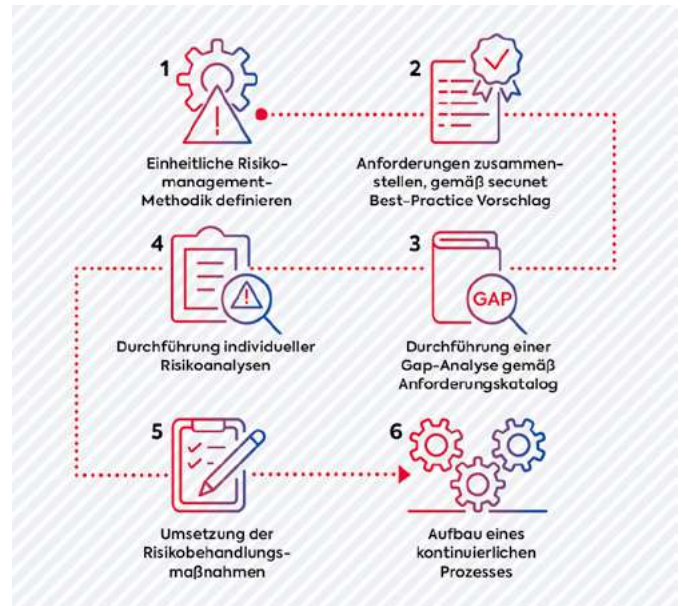 1
Einheitliche Risiko-
management-
Methodik definieren
2
Anforderungen zusammen-
stellen, gemäß secunet
Best-Practice Vorschlag
3
GAP
Durchführung einer
Gap-Analyse gemäß
Anforderungskatalog
4
Durchführung individueller
Risikoanalysen
5
Umsetzung der
Risikobehandlungs-
maßnahmen
6
Aufbau eines
kontinuierlichen
Prozesses